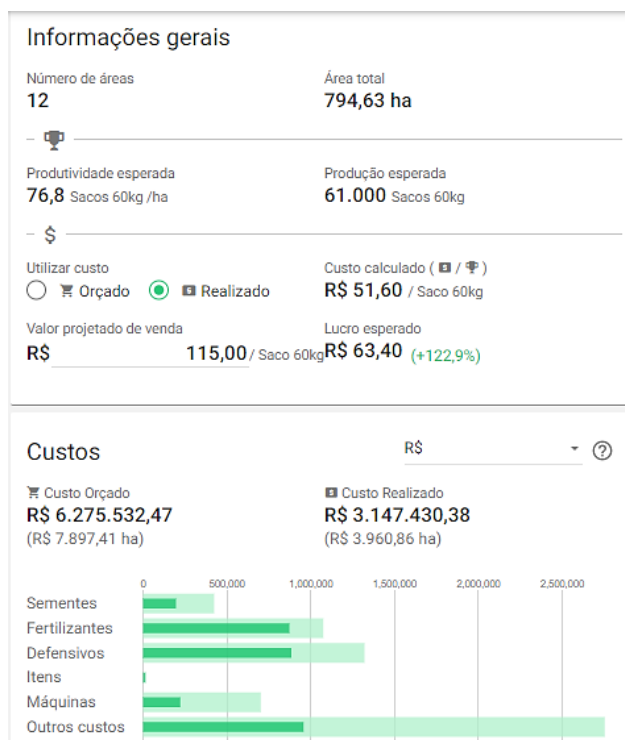 Informações gerais
Número de áreas Área total
12 794,63 ha
Produtividade esperada Produção esperada
76,8 Sacos 60kg /ha 61.000 Sacos 60kg
$
Utilizar custo Custo calculado ( / )
Orçado Realizado R$ 51,60 / Saco 60kg
Valor projetado de venda Lucro esperado
R$ 115,00 / Saco 60kg R$ 63,40 (+122,9%)
Custos R$ ?
Custo Orçado Custo Realizado
R$ 6.275.532,47 R$ 3.147.430,38
(R$ 7.897,41 ha) (R$ 3.960,86 ha)
0 500,000 1,000,000 1,500,000 2,000,000 2,500,000
Sementes
Fertilizantes
Defensivos
Itens
Máquinas
Outros custos